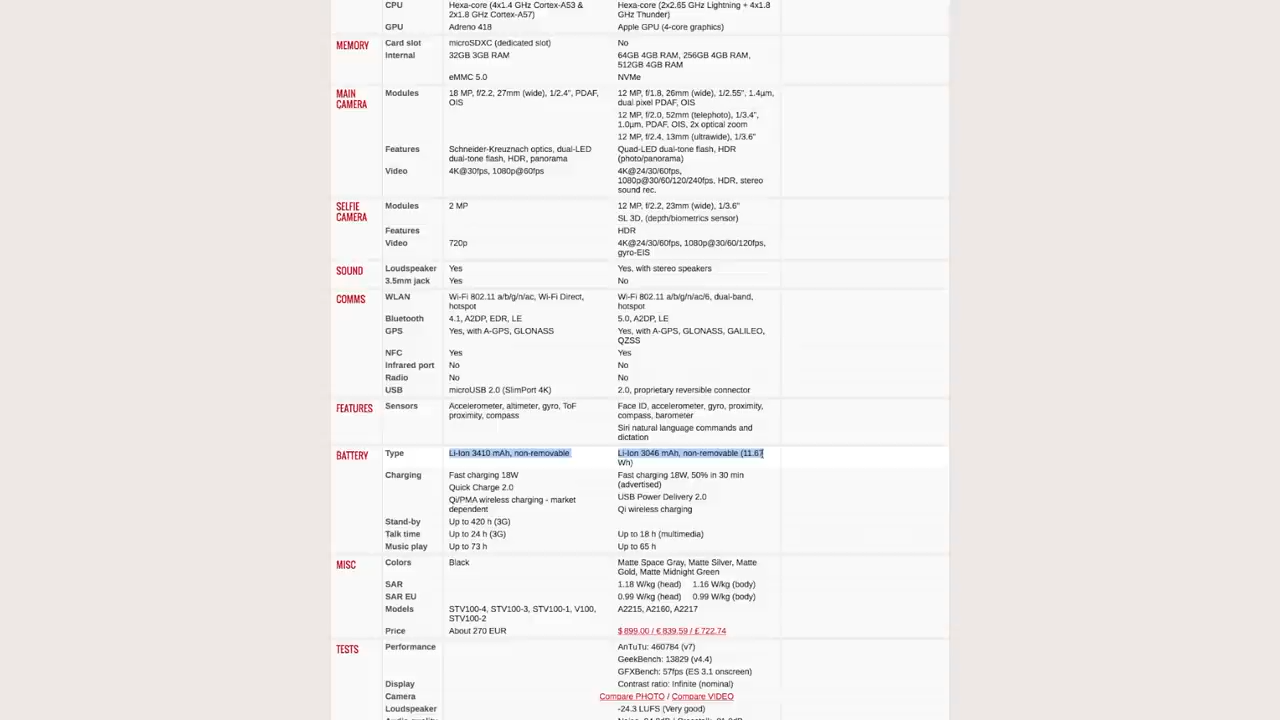 CPU Hexa-core (4x1.4 GHz Cortex-A53 & Hexa-core (2x2.65 GHz Lightning + 4x1.8
2x1.8 GHz Cortex-A57) GHz Thunder)
GPU Adreno 418 Apple GPU (4-core graphics)
MEMORY Card slot microSDXC (dedicated slot) No
Internal 32GB 3GB RAM 64GB 4GB RAM, 256GB 4GB RAM,
512GB 4GB RAM
eMMC 5.0 NVMe
MAIN Modules 18 MP, f/2.2, 27mm (wide), 1/2.4", PDAF, 12 MP, f/1.8, 26mm (wide), 1/2.55", 1.4µm,
CAMERA OIS dual pixel PDAF, OIS
12 MP, f/2.0, 52mm (telephoto), 1/3.4",
1.0µm, PDAF, OIS, 2x optical zoom
12 MP, f/2.4, 13mm (ultrawide), 1/3.6"
Features Schneider-Kreuznach optics, dual-LED Quad-LED dual-tone flash, HDR
dual-tone flash, HDR, panorama (photo/panorama)
Video 4K@30fps, 1080p@60fps 4K@24/30/60fps,
1080p@30/60/120/240fps, HDR, stereo
sound rec.
SELFIE Modules 2 MP 12 MP, f/2.2, 23mm (wide), 1/3.6"
CAMERA SL 3D, (depth/biometrics sensor)
Features HDR
Video 720p 4K@24/30/60fps, 1080p@30/60/120fps,
gyro-EIS
SOUND Loudspeaker Yes Yes, with stereo speakers
3.5mm jack Yes No
COMMS WLAN Wi-Fi 802.11 a/b/g/n/ac, Wi-Fi Direct, Wi-Fi 802.11 a/b/g/n/ac/6, dual-band,
hotspot hotspot
Bluetooth 4.1, A2DP, EDR, LE 5.0, A2DP, LE
GPS Yes, with A-GPS, GLONASS Yes, with A-GPS, GLONASS, GALILEO,
QZSS
NFC Yes Yes
Infrared port No No
Radio No No
USB microUSB 2.0 (SlimPort 4K) 2.0, proprietary reversible connector
FEATURES Sensors Accelerometer, altimeter, gyro, ToF Face ID, accelerometer, gyro, proximity,
proximity, compass compass, barometer
Siri natural language commands and
dictation
BATTERY Type Li-Ion 3410 mAh, non-removable Li-Ion 3046 mAh, non-removable (11.67
Wh)
Charging Fast charging 18W Fast charging 18W, 50% in 30 min
Quick Charge 2.0 (advertised)
Qi/PMA wireless charging - market USB Power Delivery 2.0
dependent Qi wireless charging
Stand-by Up to 420 h (3G)
Talk time Up to 24 h (3G) Up to 18 h (multimedia)
Music play Up to 73 h Up to 65 h
MISC Colors Black Matte Space Gray, Matte Silver, Matte
Gold, Matte Midnight Green
SAR 1.18 W/kg (head) 1.16 W/kg (body)
SAR EU 0.99 W/kg (head) 0.99 W/kg (body)
Models STV100-4, STV100-3, STV100-1, V100, A2215, A2160, A2217
STV100-2
Price About 270 EUR $ 899.00 / € 839.59 / £ 722.74
TESTS Performance AnTuTu: 460784 (v7)
GeekBench: 13829 (v4.4)
GFXBench: 57fps (ES 3.1 onscreen)
Display Contrast ratio: Infinite (nominal)
Camera Compare PHOTO / Compare VIDEO
Loudspeaker -24.3 LUFS (Very good)